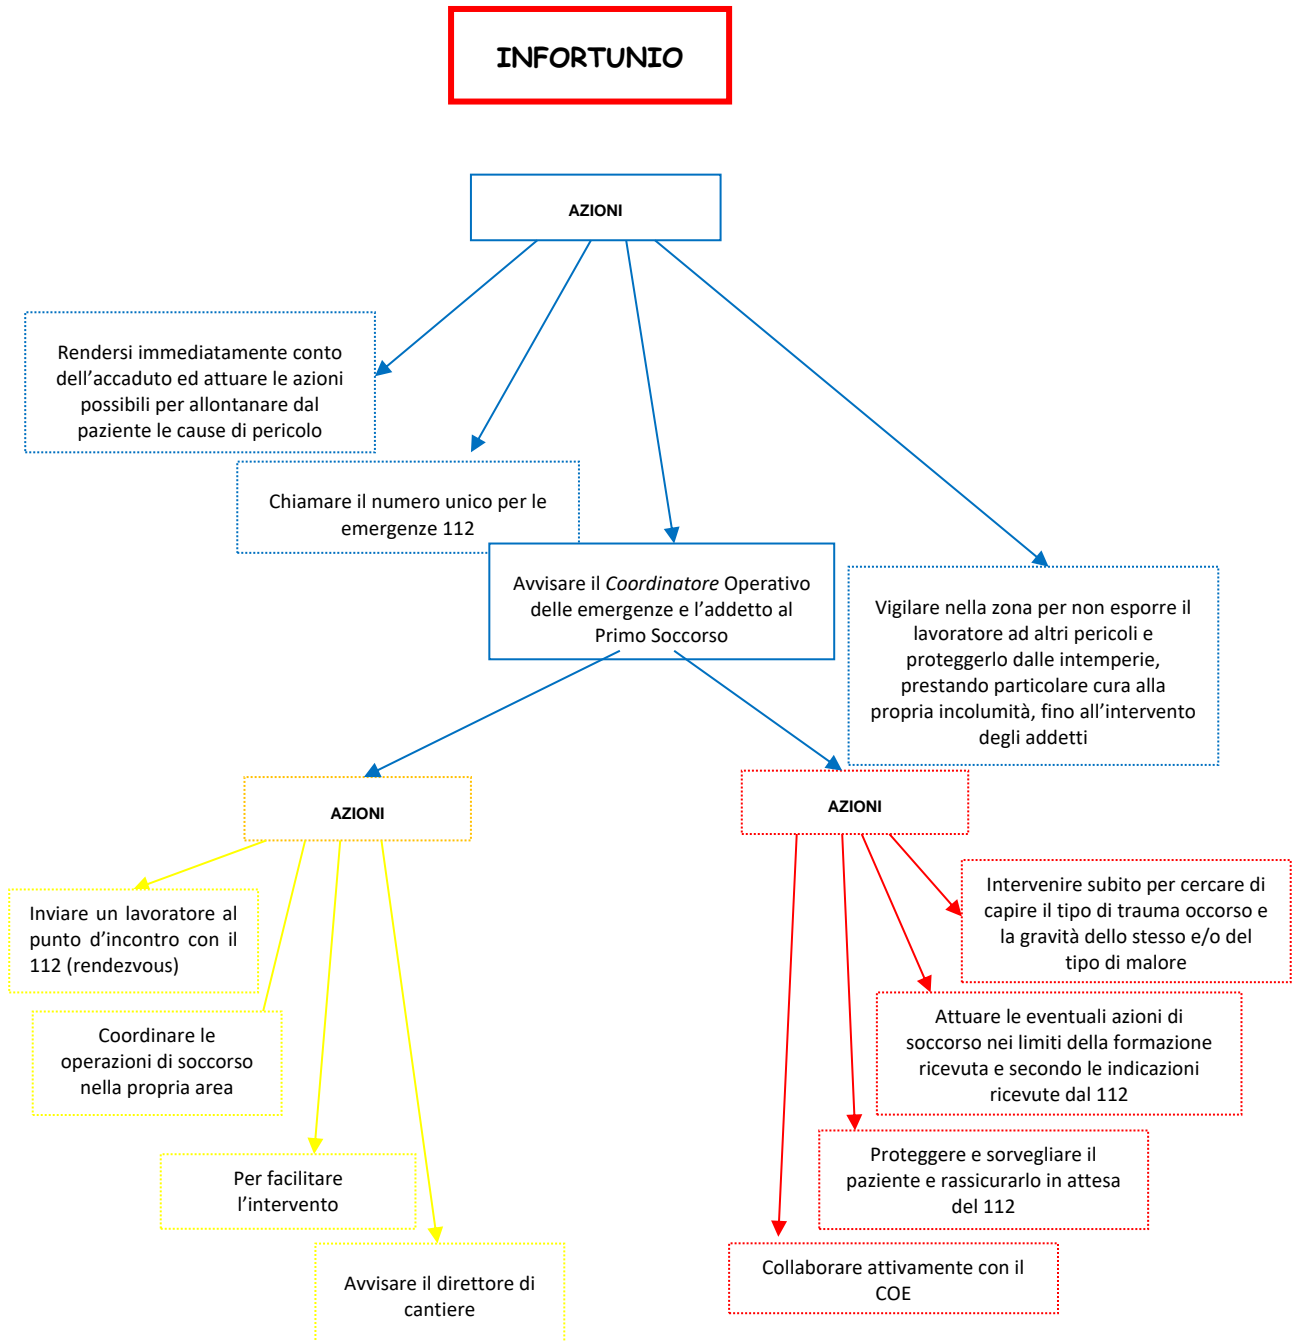 INFORTUNIO
AZIONI
Rendersi immediatamente conto
dell’accaduto ed attuare le azioni
possibili per allontanare dal
paziente le cause di pericolo
Chiamare il numero unico per le
emergenze 112
Avvisare il Coordinatore Operativo
delle emergenze e l’addetto al
Primo Soccorso
Vigilare nella zona per non esporre il
lavoratore ad altri pericoli e
proteggerlo dalle intemperie,
prestando particolare cura alla
propria incolumità, fino all’intervento
degli addetti
AZIONI
Inviare un lavoratore al
punto d’incontro con il
112 (rendezvous)
Coordinare le
operazioni di soccorso
nella propria area
Per facilitare
l’intervento
Avvisare il direttore di
cantiere
AZIONI
Intervenire subito per cercare di
capire il tipo di trauma occorso e
la gravità dello stesso e/o del
tipo di malore
Attuare le eventuali azioni di
soccorso nei limiti della formazione
ricevuta e secondo le indicazioni
ricevute dal 112
Proteggere e sorvegliare il
paziente e rassicurarlo in attesa
del 112
Collaborare attivamente con il
COE